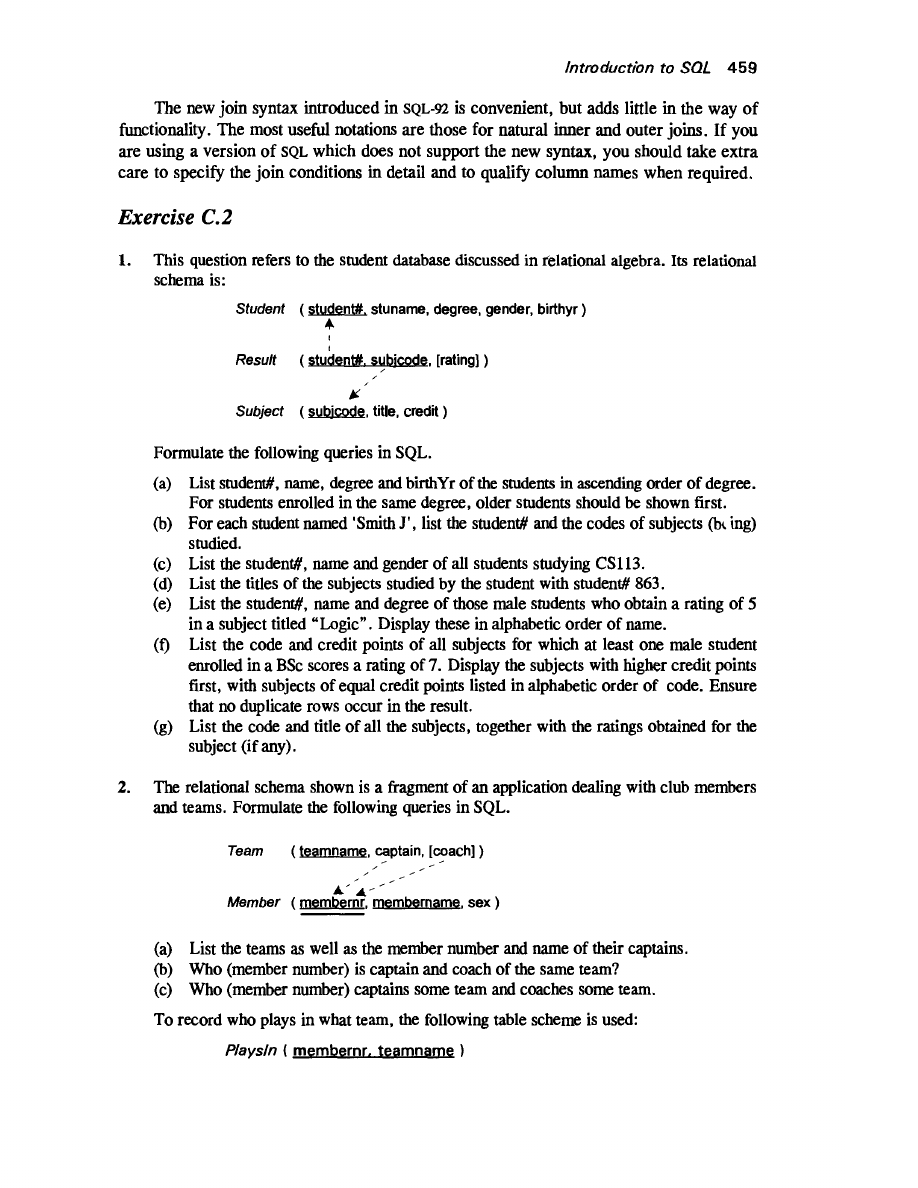 Introduction to SQL 459
The new join syntax introduced in SQL-92 is convenient, but adds little in the way of
functionality. The most useful notations are those for natural inner and outer joins. If you
are using a version of SQL which does not support the new syntax, you should take extra
care to specify the join conditions in detail and to qualify column names when required.
Exercise C.2
1. This question refers to the student database discussed in relational algebra. Its relational
schema is:
Student ( student#, stuname, degree, gender, birthyr )
Result ( student#, subjcode, [rating] )
Subject ( subjcode, title, credit )
Formulate the following queries in SQL.
(a) List student#, name, degree and birthYr of the students in ascending order of degree.
For students enrolled in the same degree, older students should be shown first.
(b) For each student named 'Smith J', list the student# and the codes of subjects (being)
studied.
(c) List the student#, name and gender of all students studying CS113.
(d) List the titles of the subjects studied by the student with student# 863.
(e) List the student#, name and degree of those male students who obtain a rating of 5
in a subject titled “Logic”. Display these in alphabetic order of name.
(f) List the code and credit points of all subjects for which at least one male student
enrolled in a BSc scores a rating of 7. Display the subjects with higher credit points
first, with subjects of equal credit points listed in alphabetic order of code. Ensure
that no duplicate rows occur in the result.
(g) List the code and title of all the subjects, together with the ratings obtained for the
subject (if any).
2. The relational schema shown is a fragment of an application dealing with club members
and teams. Formulate the following queries in SQL.
Team ( teamname, captain, [coach] )
Member ( membernr, membername, sex )
(a) List the teams as well as the member number and name of their captains.
(b) Who (member number) is captain and coach of the same team?
(c) Who (member number) captains some team and coaches some team.
To record who plays in what team, the following table scheme is used:
PlaysIn ( membernr, teamname )